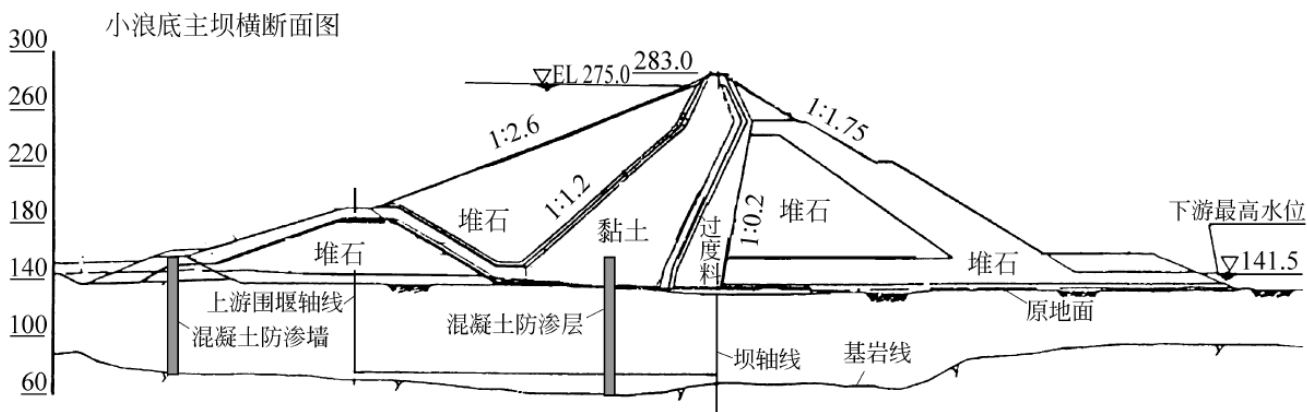 小浪底主坝横断面图
300
260
220
180
140
100
60
EL 275.0
283.0
1:2.6
1:1.75
1:1.2
1:0.2
堆石
堆石
黏土
过度料
堆石
堆石
下游最高水位
141.5
上游围堰轴线
混凝土防渗墙
混凝土防渗层
坝轴线
基岩线
原地面